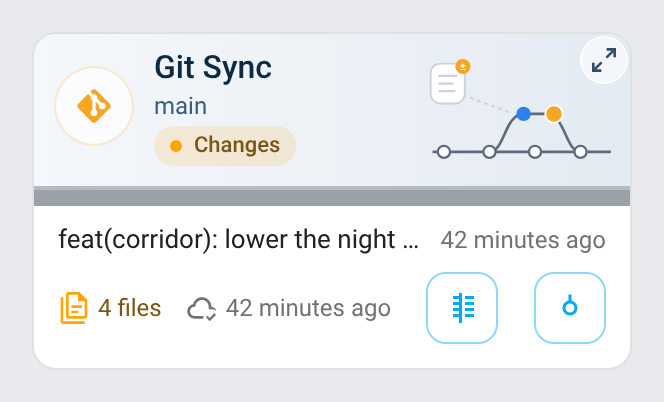 Git Sync
main
Changes
feat(corridor): lower the night ... 42 minutes ago
4 files 42 minutes ago